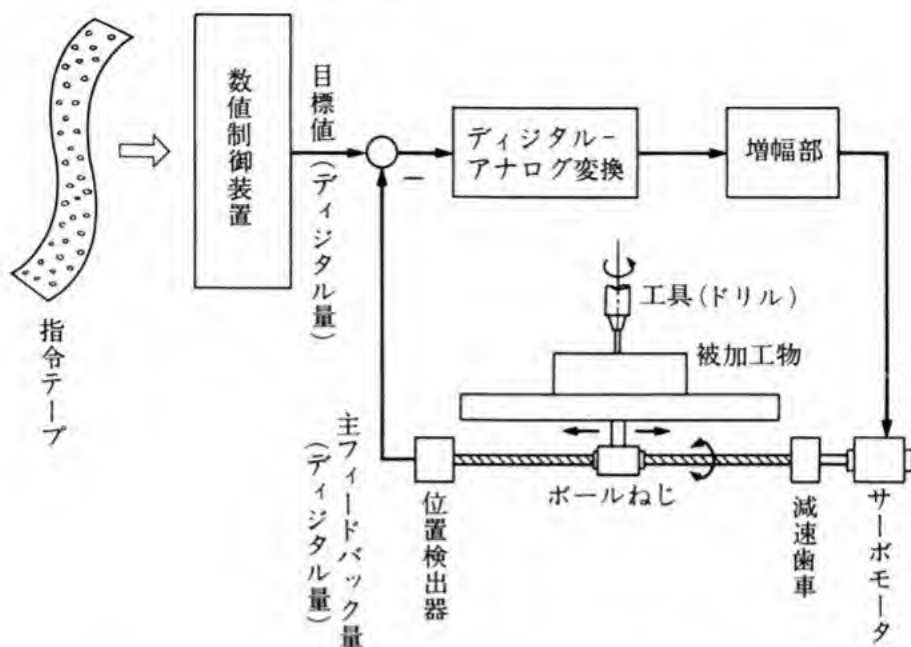 指令テープ
数値制御装置
目標値
(ディジタル量)
−
ディジタル－
アナログ変換
増幅部
工具(ドリル)
被加工物
ボールねじ
主フィードバック量
(ディジタル量)
位置検出器
減速歯車
サーボモータ